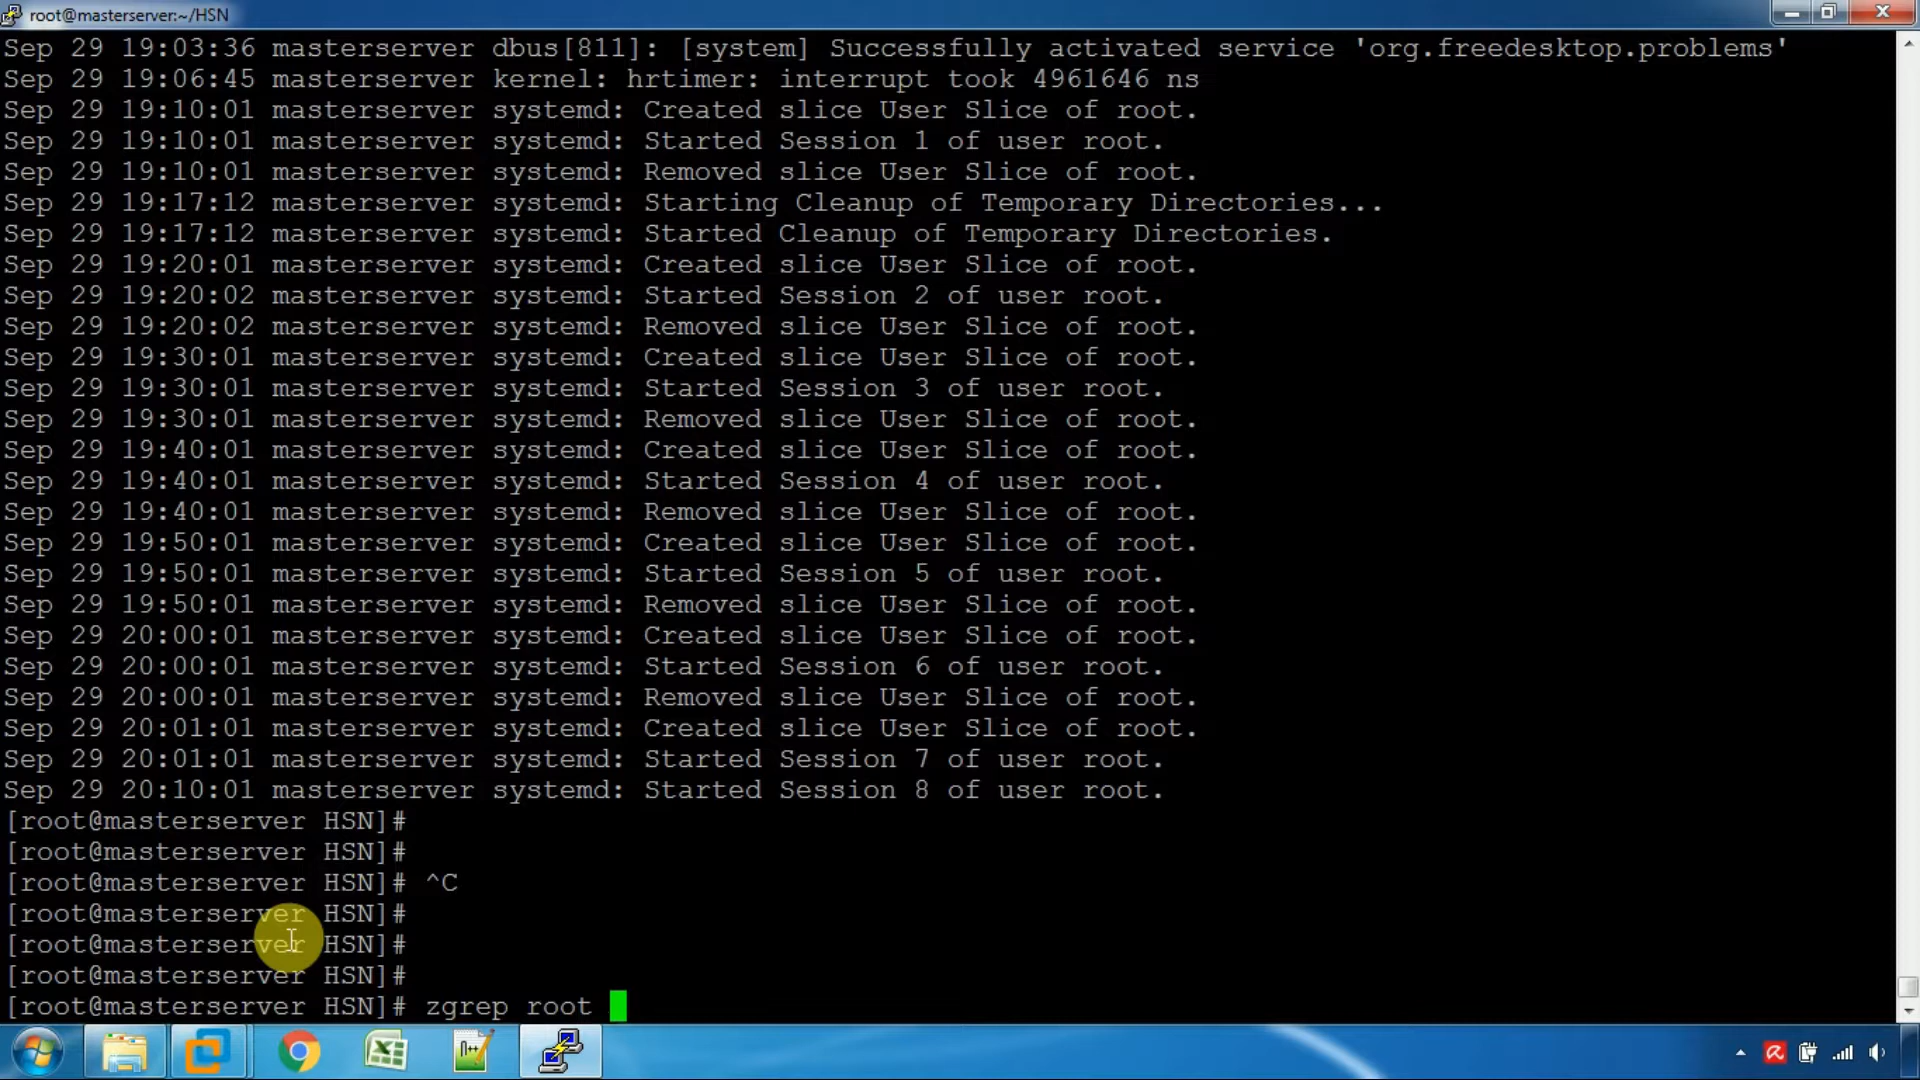 root@masterserver:~/HSN
Sep 29 19:03:36 masterserver dbus[811]: [system] Successfully activated service 'org.freedesktop.problems'
Sep 29 19:06:45 masterserver kernel: hrtimer: interrupt took 4961646 ns
Sep 29 19:10:01 masterserver systemd: Created slice User Slice of root.
Sep 29 19:10:01 masterserver systemd: Started Session 1 of user root.
Sep 29 19:10:01 masterserver systemd: Removed slice User Slice of root.
Sep 29 19:17:12 masterserver systemd: Starting Cleanup of Temporary Directories...
Sep 29 19:17:12 masterserver systemd: Started Cleanup of Temporary Directories.
Sep 29 19:20:01 masterserver systemd: Created slice User Slice of root.
Sep 29 19:20:02 masterserver systemd: Started Session 2 of user root.
Sep 29 19:20:02 masterserver systemd: Removed slice User Slice of root.
Sep 29 19:30:01 masterserver systemd: Created slice User Slice of root.
Sep 29 19:30:01 masterserver systemd: Started Session 3 of user root.
Sep 29 19:30:01 masterserver systemd: Removed slice User Slice of root.
Sep 29 19:40:01 masterserver systemd: Created slice User Slice of root.
Sep 29 19:40:01 masterserver systemd: Started Session 4 of user root.
Sep 29 19:40:01 masterserver systemd: Removed slice User Slice of root.
Sep 29 19:50:01 masterserver systemd: Created slice User Slice of root.
Sep 29 19:50:01 masterserver systemd: Started Session 5 of user root.
Sep 29 19:50:01 masterserver systemd: Removed slice User Slice of root.
Sep 29 20:00:01 masterserver systemd: Created slice User Slice of root.
Sep 29 20:00:01 masterserver systemd: Started Session 6 of user root.
Sep 29 20:00:01 masterserver systemd: Removed slice User Slice of root.
Sep 29 20:01:01 masterserver systemd: Created slice User Slice of root.
Sep 29 20:01:01 masterserver systemd: Started Session 7 of user root.
Sep 29 20:10:01 masterserver systemd: Started Session 8 of user root.
[root@masterserver HSN]#
[root@masterserver HSN]#
[root@masterserver HSN]# ^C
[root@masterserver HSN]#
[root@masterserver HSN]#
[root@masterserver HSN]#
[root@masterserver HSN]# zgrep root